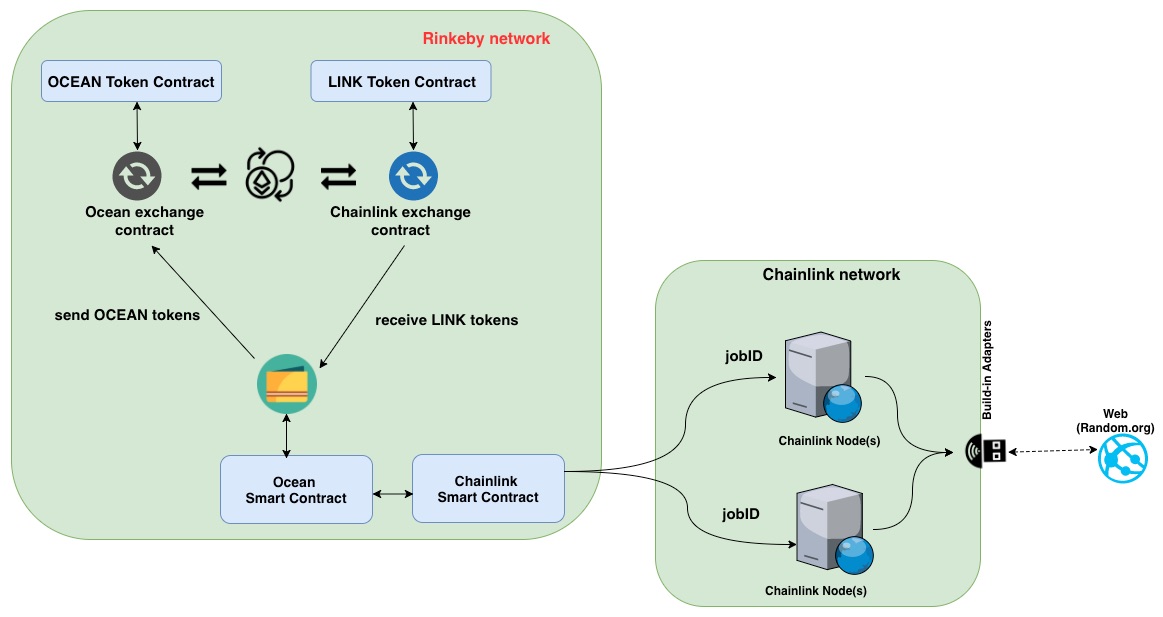 Rinkeby network
OCEAN Token Contract
LINK Token Contract
Ocean exchange
contract
Chainlink exchange
contract
send OCEAN tokens
receive LINK tokens
Ocean
Smart Contract
Chainlink
Smart Contract
Chainlink network
jobID
Chainlink Node(s)
jobID
Chainlink Node(s)
Build-in Adapters
Web
(Random.org)